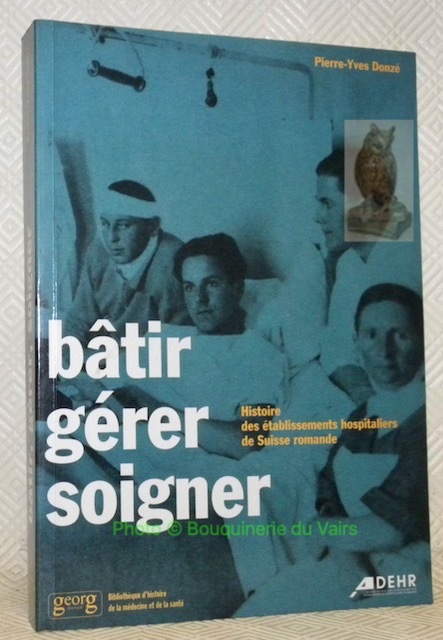 Pierre-Yves Donzé
bâtir
gérer
soigner
Histoire
des établissements hospitaliers
de Suisse romande
Photo © Bouquinerie du Vairs
georg
Bibliothèque d'histoire
de la médecine et de la santé
ADEHR